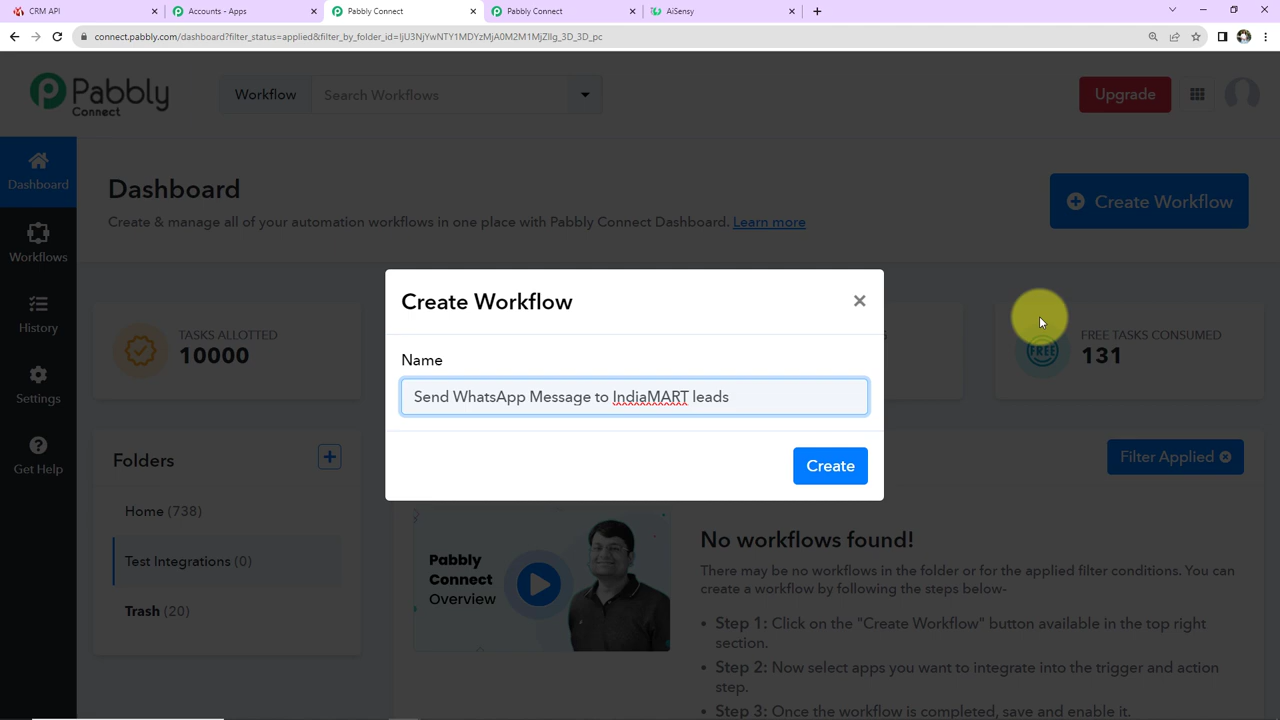 CRM API
Accounts - Apps
Pabbly Connect
Pabbly Connect
AiSensy
connect.pabbly.com/dashboard?filter_status=applied&filter_by_folder_id=IjU3NjYwNTY1MDYzMjA0M2M1MjZlIg_3D_3D_pc
Pabbly
Connect
Workflow
Search Workflows
Upgrade
Dashboard
Workflows
History
Settings
Get Help
Dashboard
Create & manage all of your automation workflows in one place with Pabbly Connect Dashboard. Learn more
Create Workflow
TASKS ALLOTTED
10000
FREE TASKS CONSUMED
131
FREE
Create Workflow
Name
Send WhatsApp Message to IndiaMART leads
Create
Folders
Home (738)
Test Integrations (0)
Trash (20)
Filter Applied
Pabbly
Connect
Overview
No workflows found!
There may be no workflows in the folder or for the applied filter conditions. You can
create a workflow by following the steps below-
• Step 1: Click on the "Create Workflow" button available in the top right
section.
• Step 2: Now select apps you want to integrate into the trigger and action
step.
• Step 3: Once the workflow is completed, save and enable it.